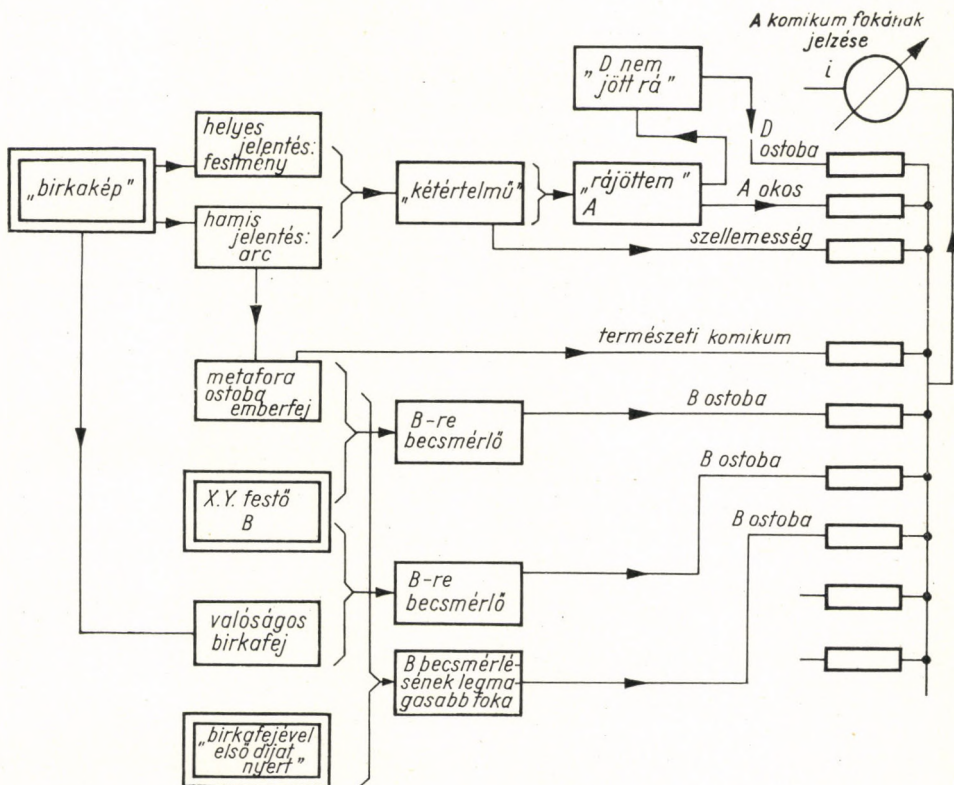 A komikum fokának
jelzése
i
„D nem
jött rá"
D
ostoba
helyes
jelentés:
festmény
„birkakép"
„kétértelmű"
„rájöttem"
A
A okos
hamis
jelentés:
arc
szellemesség
természeti komikum
metafora
ostoba
emberfej
B-re
becsmérlő
B ostoba
X.Y. festő
B
B ostoba
B ostoba
B-re
becsmérlő
valóságos
birkafej
B becsmérlé-
sének legma-
gasabb foka
„birkafejével
első díjat
nyert"